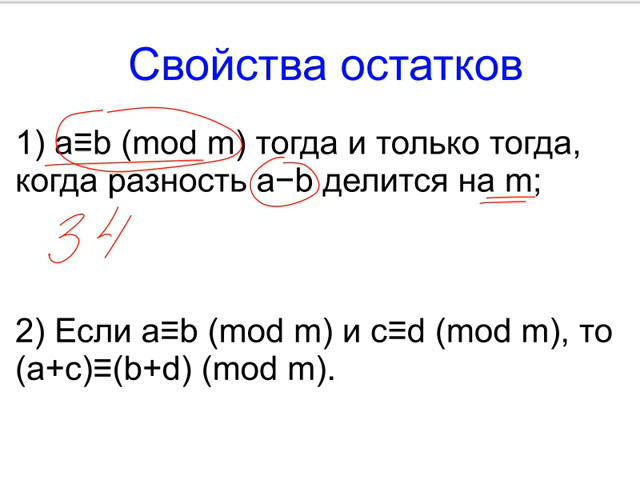 Свойства остатков
1) a≡b (mod m) тогда и только тогда,
когда разность a−b делится на m;
34
2) Если a≡b (mod m) и c≡d (mod m), то
(a+c)≡(b+d) (mod m).